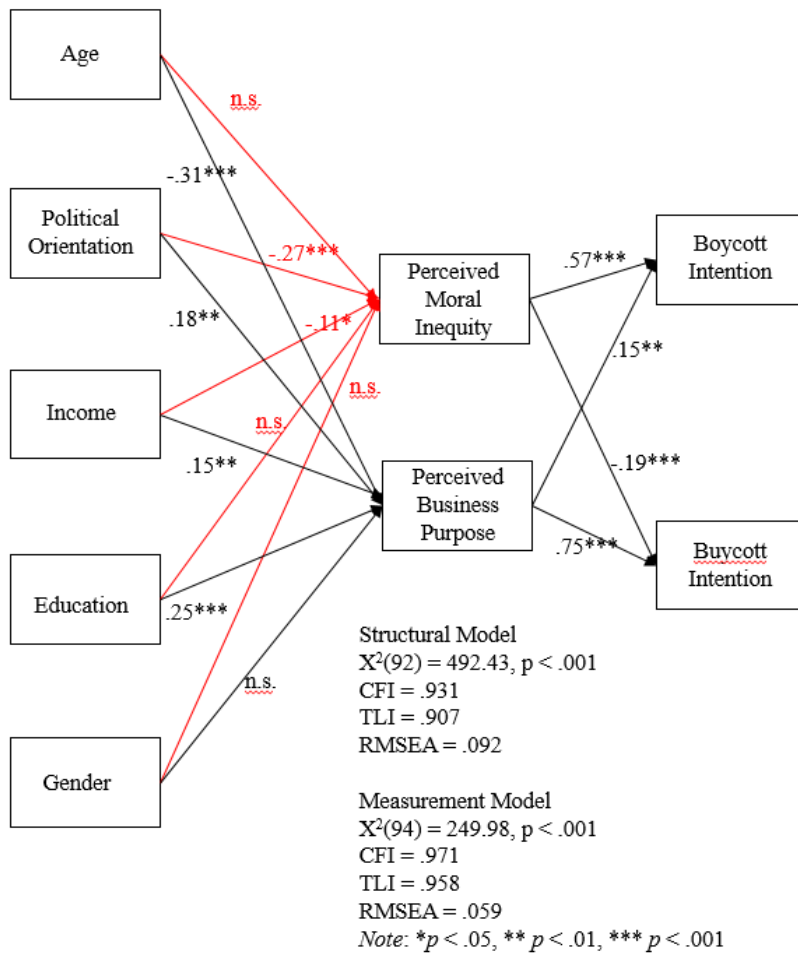 Age
n.s.
-.31***
Political
Orientation
-.27***
.18**
Perceived
Moral
Inequity
.57***
Boycott
Intention
-.11*
.15**
Income
n.s.
n.s.
.15**
-.19***
Perceived
Business
Purpose
.75***
Buycott
Intention
Education
.25***
n.s.
Gender
Structural Model
X²(92) = 492.43, p < .001
CFI = .931
TLI = .907
RMSEA = .092
Measurement Model
X²(94) = 249.98, p < .001
CFI = .971
TLI = .958
RMSEA = .059
Note: *p < .05, ** p < .01, *** p < .001